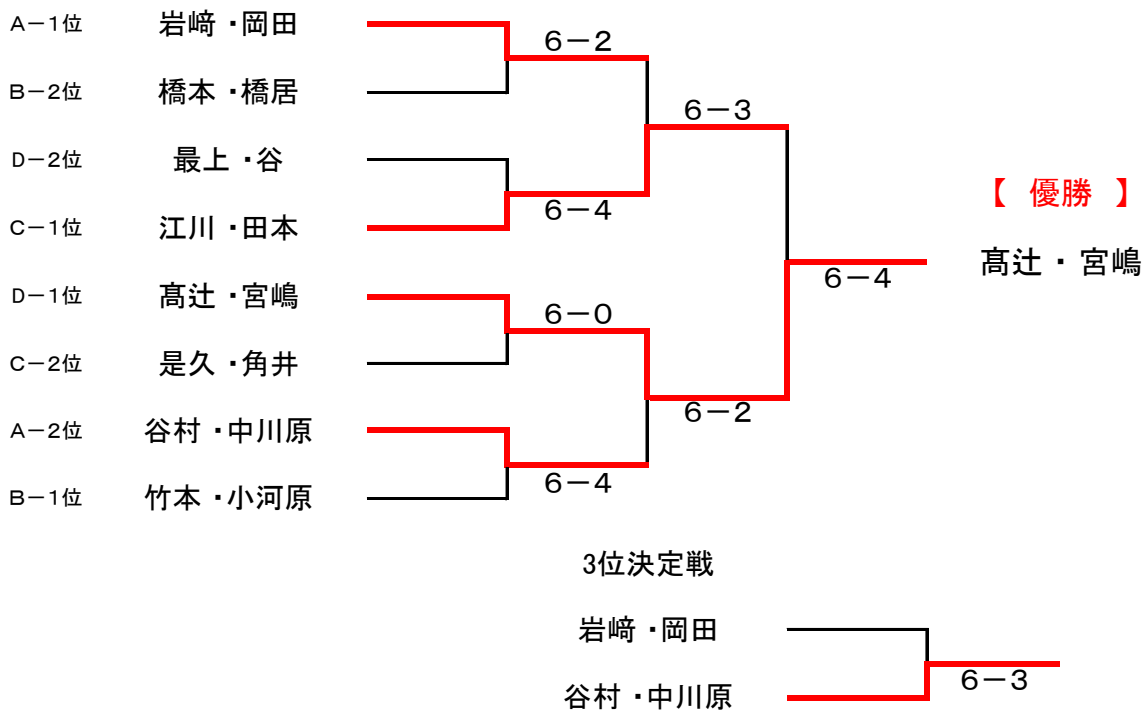 A－1位 岩﨑 ・岡田
6－2
B－2位 橋本 ・橋居
6－3
D－2位 最上 ・谷
【 優勝 】
6－4
C－1位 江川 ・田本
髙辻 ・ 宮嶋
6－4
D－1位 髙辻 ・宮嶋
6－0
C－2位 是久 ・角井
6－2
A－2位 谷村 ・中川原
6－4
B－1位 竹本 ・小河原
3位決定戦
岩﨑 ・岡田
6－3
谷村 ・中川原